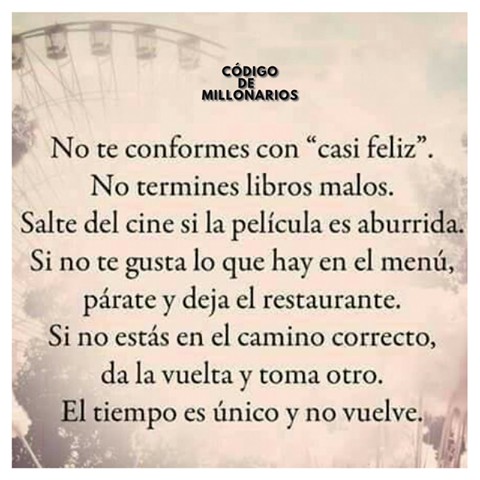 CÓDIGO
DE
MILLONARIOS
No te conformes con “casi feliz”.
No termines libros malos.
Salte del cine si la película es aburrida.
Si no te gusta lo que hay en el menú,
párate y deja el restaurante.
Si no estás en el camino correcto,
da la vuelta y toma otro.
El tiempo es único y no vuelve.